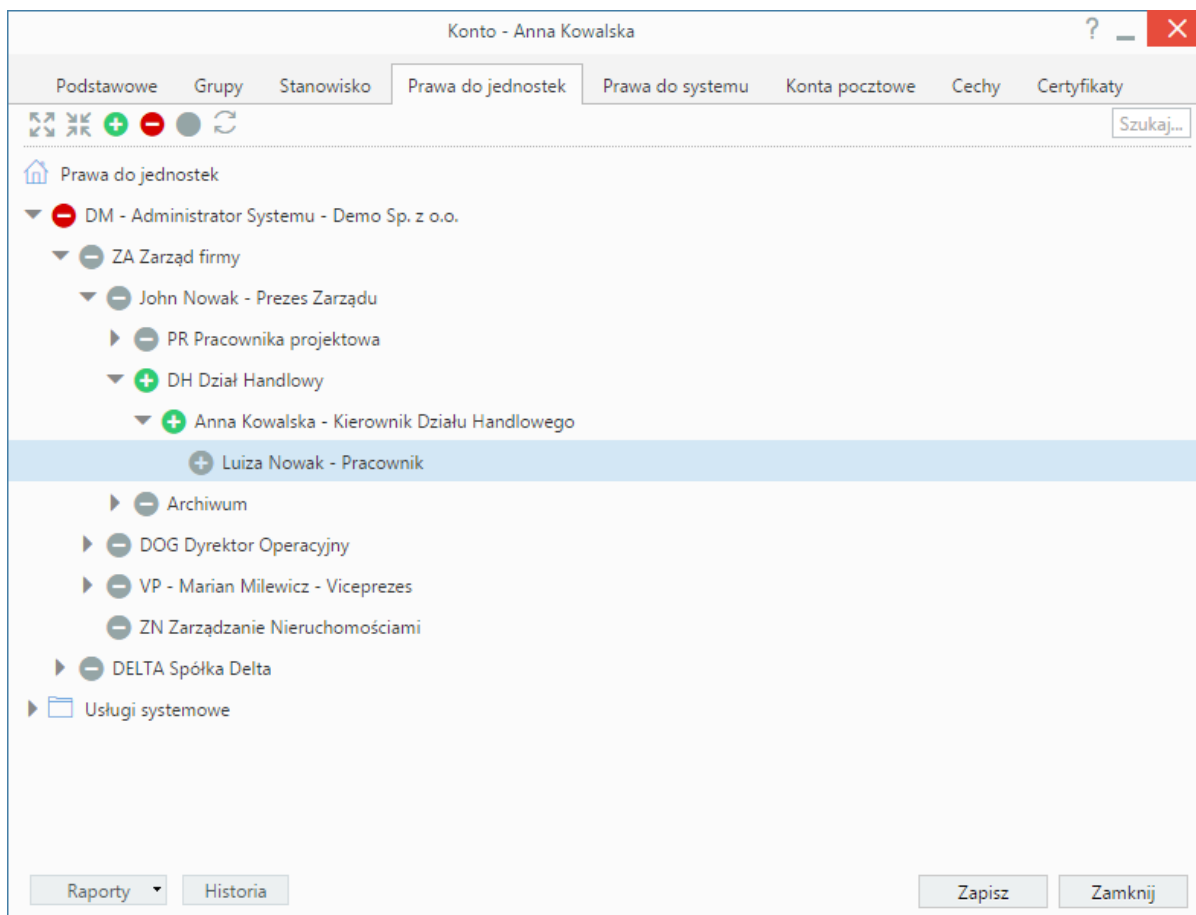 Konto - Anna Kowalska
?
Podstawowe Grupy Stanowisko Prawa do jednostek Prawa do systemu Konta pocztowe Cechy Certyfikaty
Szukaj...
Prawa do jednostek
DM - Administrator Systemu - Demo Sp. z o.o.
ZA Zarząd firmy
John Nowak - Prezes Zarządu
PR Pracownika projektowa
DH Dział Handlowy
Anna Kowalska - Kierownik Działu Handlowego
Luiza Nowak - Pracownik
Archiwum
DOG Dyrektor Operacyjny
VP - Marian Milewicz - Viceprezes
ZN Zarządzanie Nieruchomościami
DELTA Spółka Delta
Usługi systemowe
Raporty Historia Zapisz Zamknij